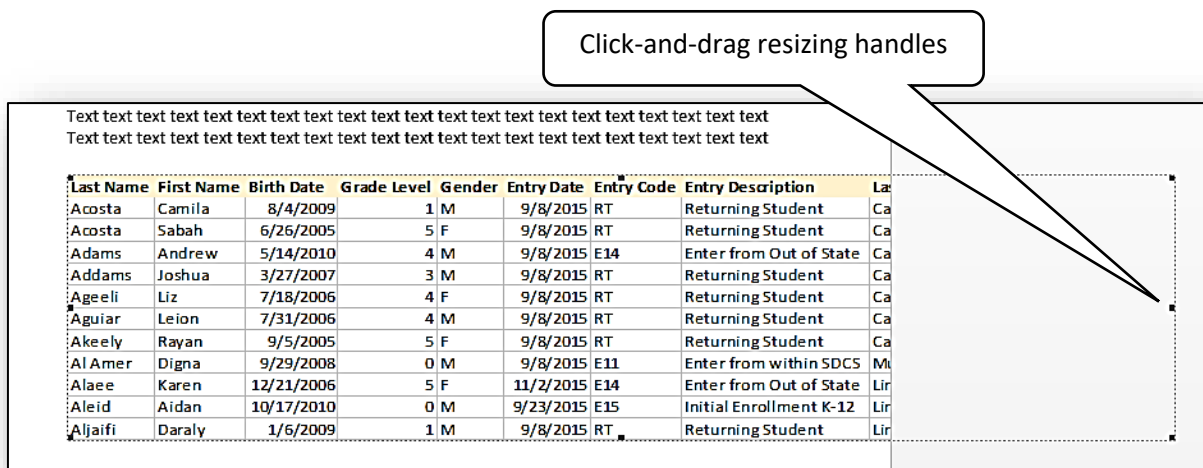 Click-and-drag resizing handles
Text text text text text text text text text text text text text text text text text text text text text
Text text text text text text text text text text text text text text text text text text text text text
Last Name First Name Birth Date Grade Level Gender Entry Date Entry Code Entry Description La
Acosta Camila 8/4/2009 1 M 9/8/2015 RT Returning Student Ca
Acosta Sabah 6/26/2005 5 F 9/8/2015 RT Returning Student Ca
Adams Andrew 5/14/2010 4 M 9/8/2015 E14 Enter from Out of State Ca
Addams Joshua 3/27/2007 3 M 9/8/2015 RT Returning Student Ca
Ageeli Liz 7/18/2006 4 F 9/8/2015 RT Returning Student Ca
Aguiar Leion 7/31/2006 4 M 9/8/2015 RT Returning Student Ca
Akeely Rayan 9/5/2005 5 F 9/8/2015 RT Returning Student Ca
Al Amer Digna 9/29/2008 0 M 9/8/2015 E11 Enter from within SDCS Mu
Alaee Karen 12/21/2006 5 F 11/2/2015 E14 Enter from Out of State Lin
Aleid Aidan 10/17/2010 0 M 9/23/2015 E15 Initial Enrollment K-12 Lin
Aljaifi Daraly 1/6/2009 1 M 9/8/2015 RT Returning Student Lin